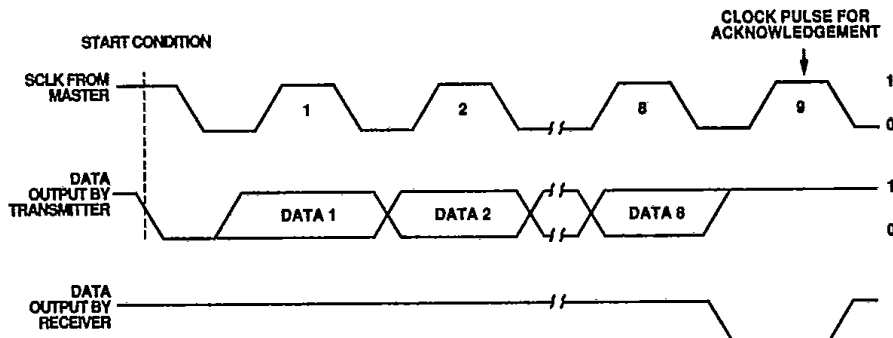 CLOCK PULSE FOR
ACKNOWLEDGEMENT
START CONDITION
SCLK FROM
MASTER
1
2
8
9
1
0
DATA
OUTPUT BY
TRANSMITTER
DATA 1
DATA 2
DATA 8
1
0
DATA
OUTPUT BY
RECEIVER